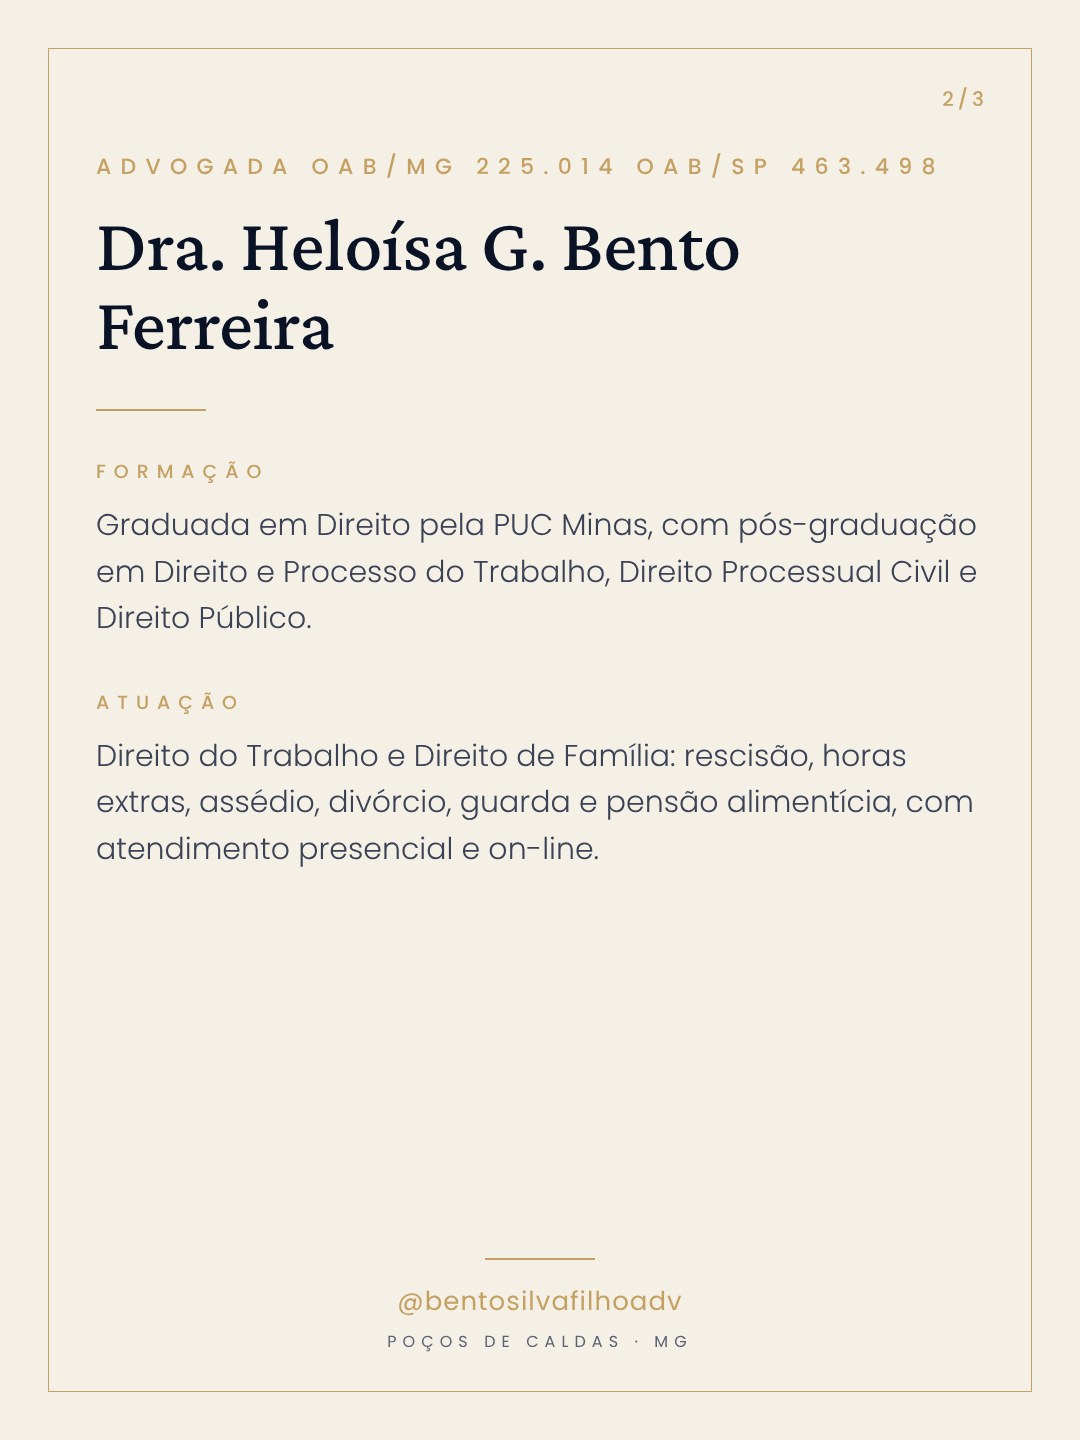 2/3
ADVOGADA OAB/MG 225.014 OAB/SP 463.498
Dra. Heloísa G. Bento
Ferreira
FORMAÇÃO
Graduada em Direito pela PUC Minas, com pós-graduação
em Direito e Processo do Trabalho, Direito Processual Civil e
Direito Público.
ATUAÇÃO
Direito do Trabalho e Direito de Família: rescisão, horas
extras, assédio, divórcio, guarda e pensão alimentícia, com
atendimento presencial e on-line.
@bentosilvafilhoadv
POÇOS DE CALDAS · MG